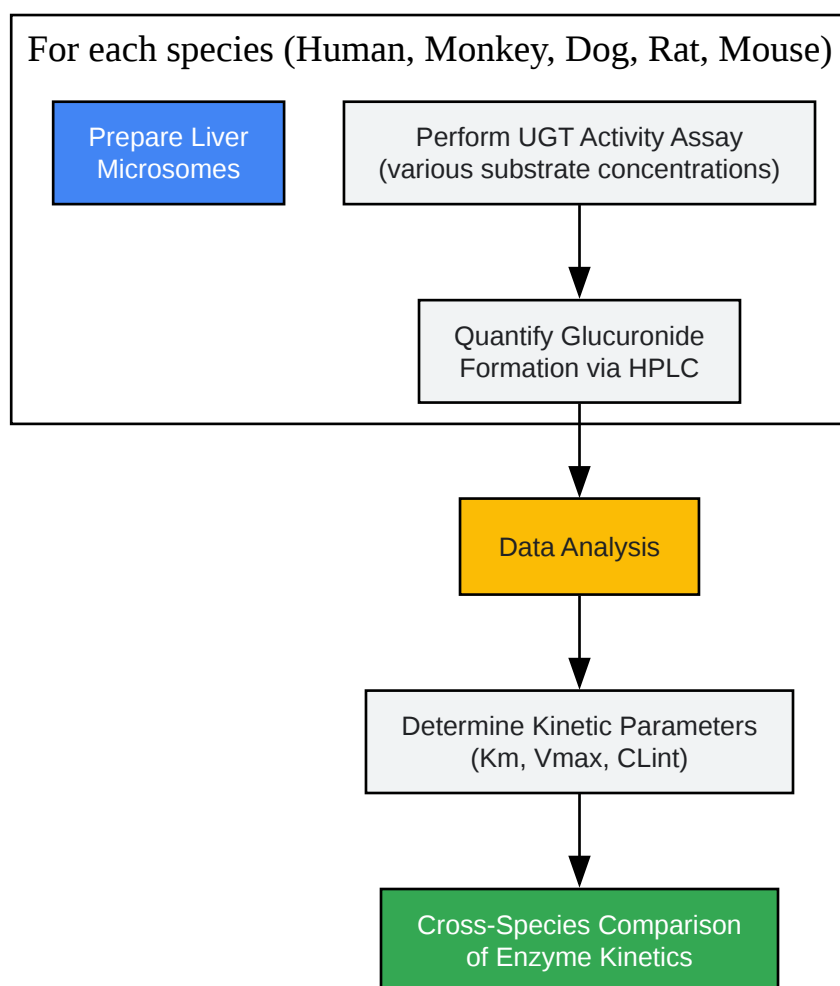 For each species (Human, Monkey, Dog, Rat, Mouse)
Prepare Liver
Microsomes
Perform UGT Activity Assay
(various substrate concentrations)
Quantify Glucuronide
Formation via HPLC
Data Analysis
Determine Kinetic Parameters
(Km, Vmax, CLint)
Cross-Species Comparison
of Enzyme Kinetics